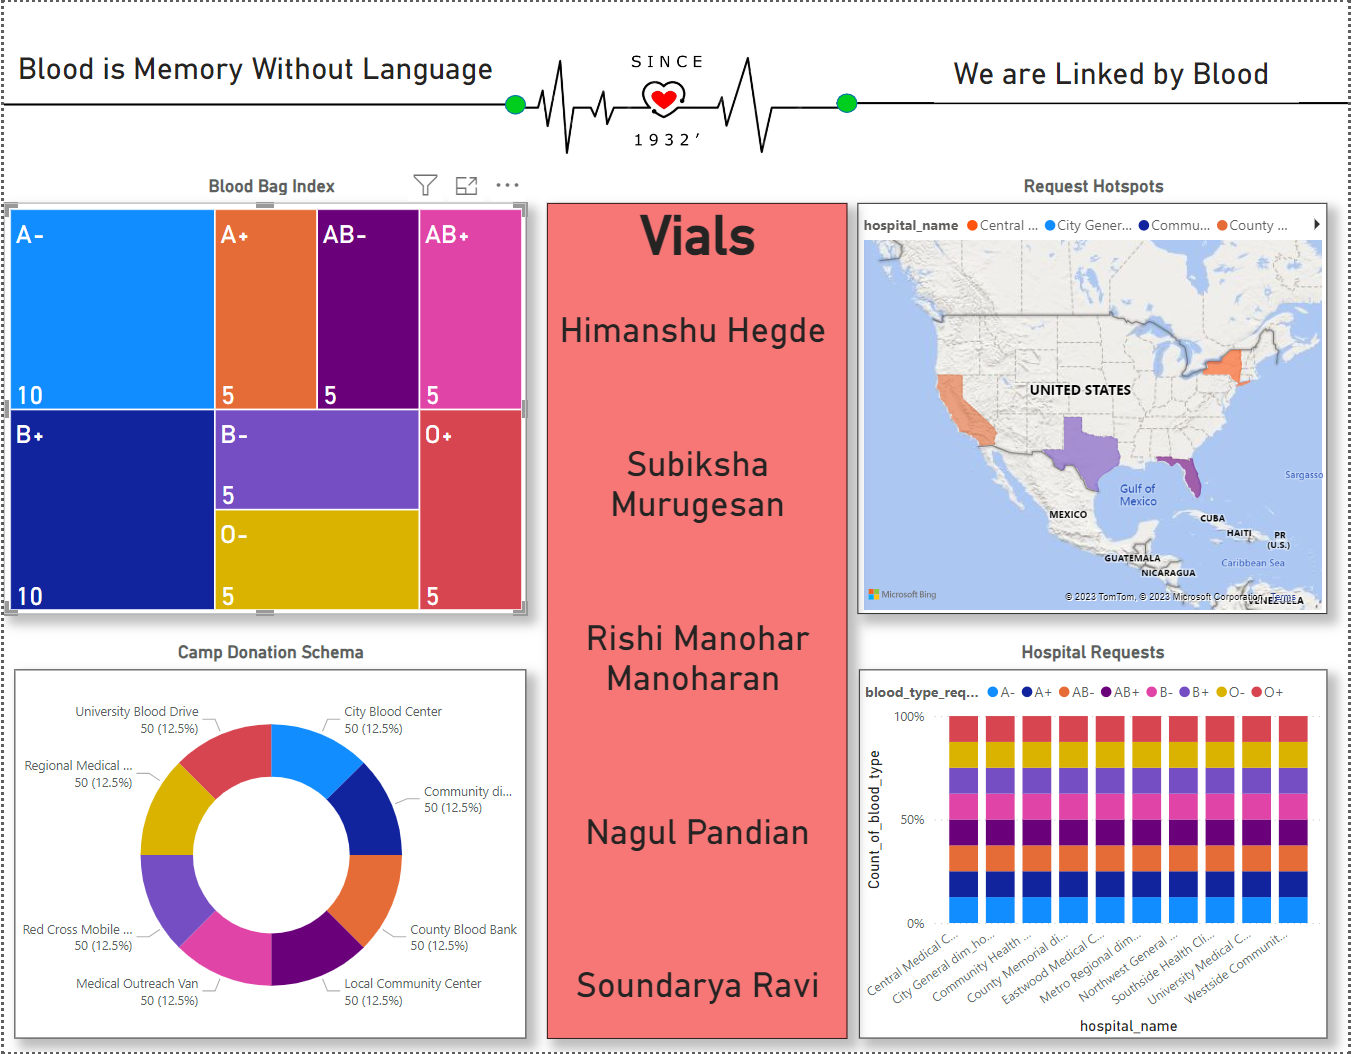 Blood is Memory Without Language
SINCE
1932’
We are Linked by Blood
Blood Bag Index
A-
10
A+
5
AB-
5
AB+
5
B+
10
B-
5
O-
5
O+
5
Vials
Himanshu Hegde
Subiksha
Murugesan
Rishi Manohar
Manoharan
Nagul Pandian
Soundarya Ravi
Request Hotspots
hospital_name Central ... City Gener... Commu... County ...
UNITED STATES
Gulf of
Mexico
Sargasso
MEXICO
CUBA
HAITI
PR
(U.S.)
GUATEMALA
Caribbean Sea
NICARAGUA
VENEZUELA
Microsoft Bing
© 2023 TomTom, © 2023 Microsoft Corporation, Terms
Camp Donation Schema
University Blood Drive
50 (12.5%)
City Blood Center
50 (12.5%)
Regional Medical ...
50 (12.5%)
Community di...
50 (12.5%)
Red Cross Mobile ...
50 (12.5%)
County Blood Bank
50 (12.5%)
Medical Outreach Van
50 (12.5%)
Local Community Center
50 (12.5%)
Hospital Requests
blood_type_req... A- A+ AB- AB+ B- B+ O- O+
100%
50%
0%
Count_of_blood_type
Central Medical C...
City General dim_ho...
Community Health ...
County Memorial di...
Eastwood Medical C...
Metro Regional dim...
Northwest General ...
Southside Health Cli...
University Medical C...
Westside Communit...
hospital_name